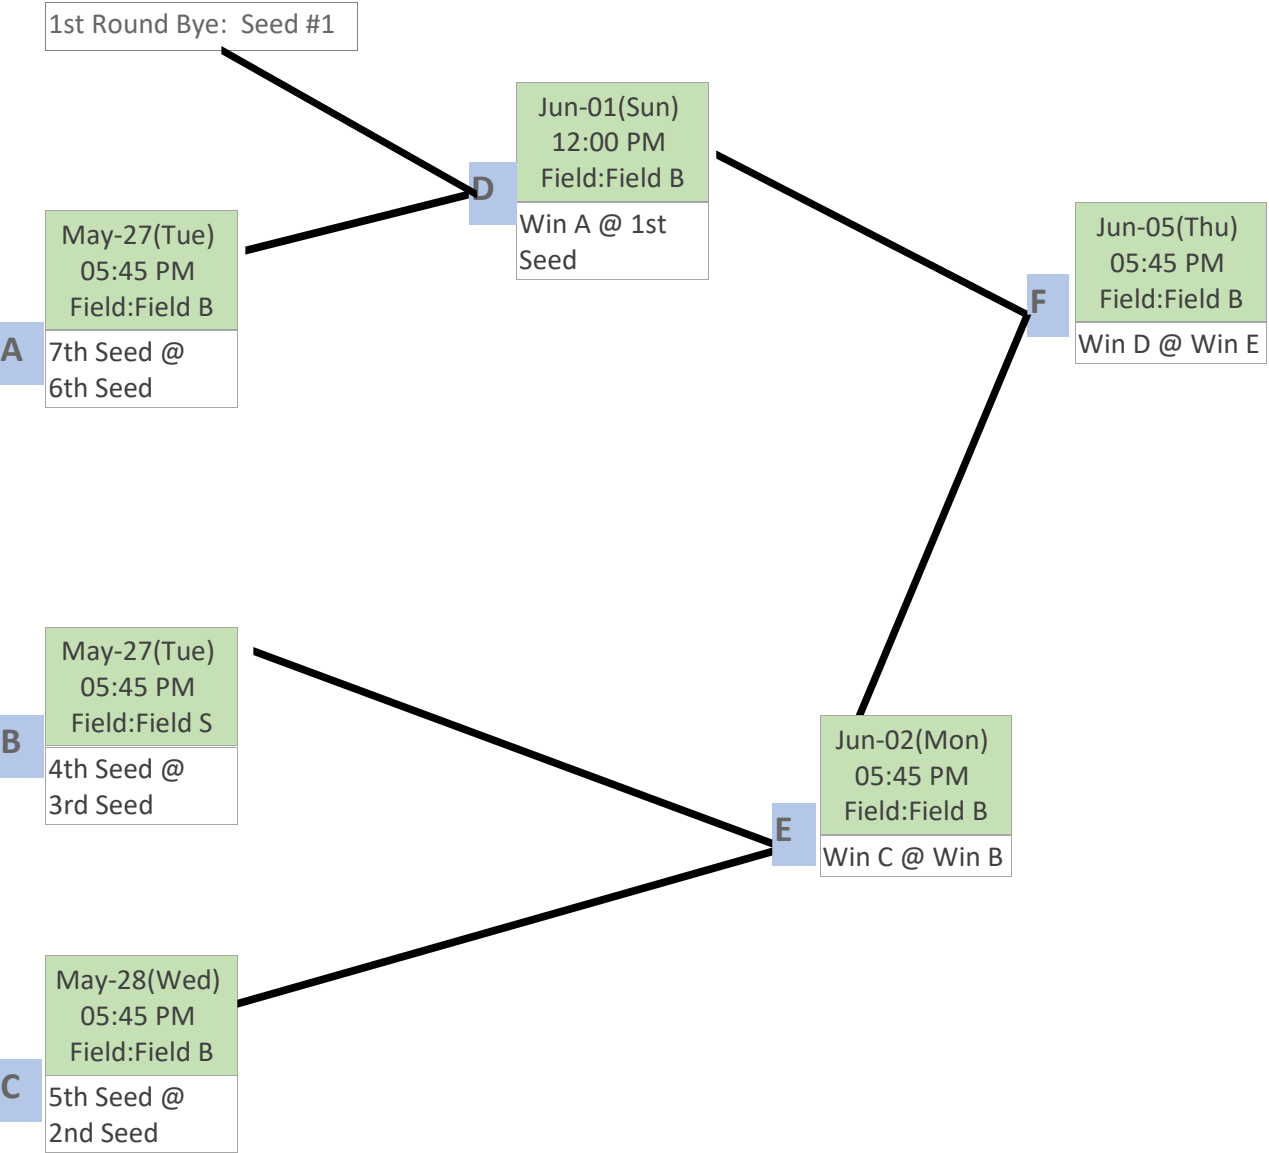 1st Round Bye:  Seed #1
Jun-01(Sun)
12:00 PM
Field:Field B
D
Win A @ 1st
Seed
May-27(Tue)
05:45 PM
Field:Field B
A
7th Seed @
6th Seed
Jun-05(Thu)
05:45 PM
Field:Field B
F
Win D @ Win E
May-27(Tue)
05:45 PM
Field:Field S
B
4th Seed @
3rd Seed
Jun-02(Mon)
05:45 PM
Field:Field B
E
Win C @ Win B
May-28(Wed)
05:45 PM
Field:Field B
C
5th Seed @
2nd Seed